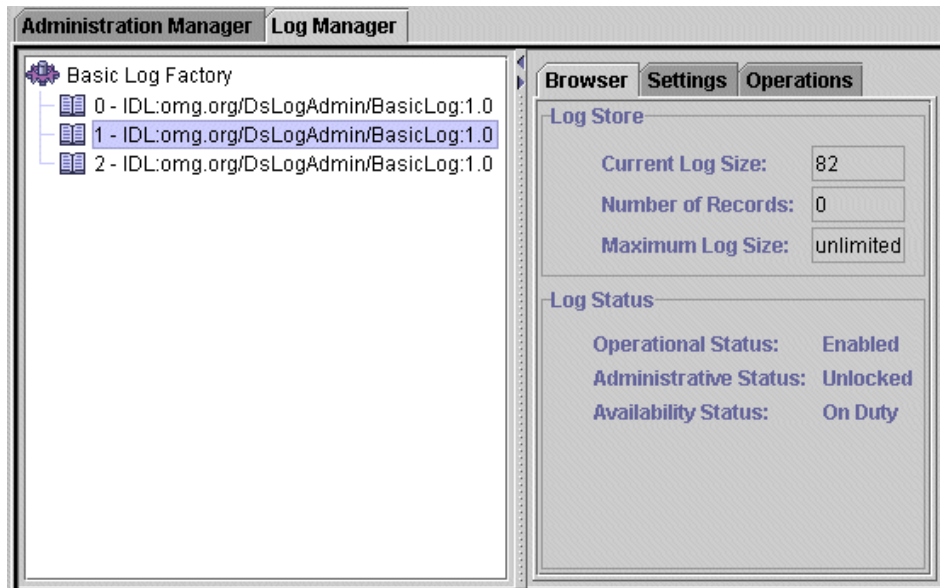 Administration Manager Log Manager
Basic Log Factory
0 - IDL:omg.org/DsLogAdmin/BasicLog:1.0
1 - IDL:omg.org/DsLogAdmin/BasicLog:1.0
2 - IDL:omg.org/DsLogAdmin/BasicLog:1.0
Browser Settings Operations
Log Store
Current Log Size: 82
Number of Records: 0
Maximum Log Size: unlimited
Log Status
Operational Status: Enabled
Administrative Status: Unlocked
Availability Status: On Duty